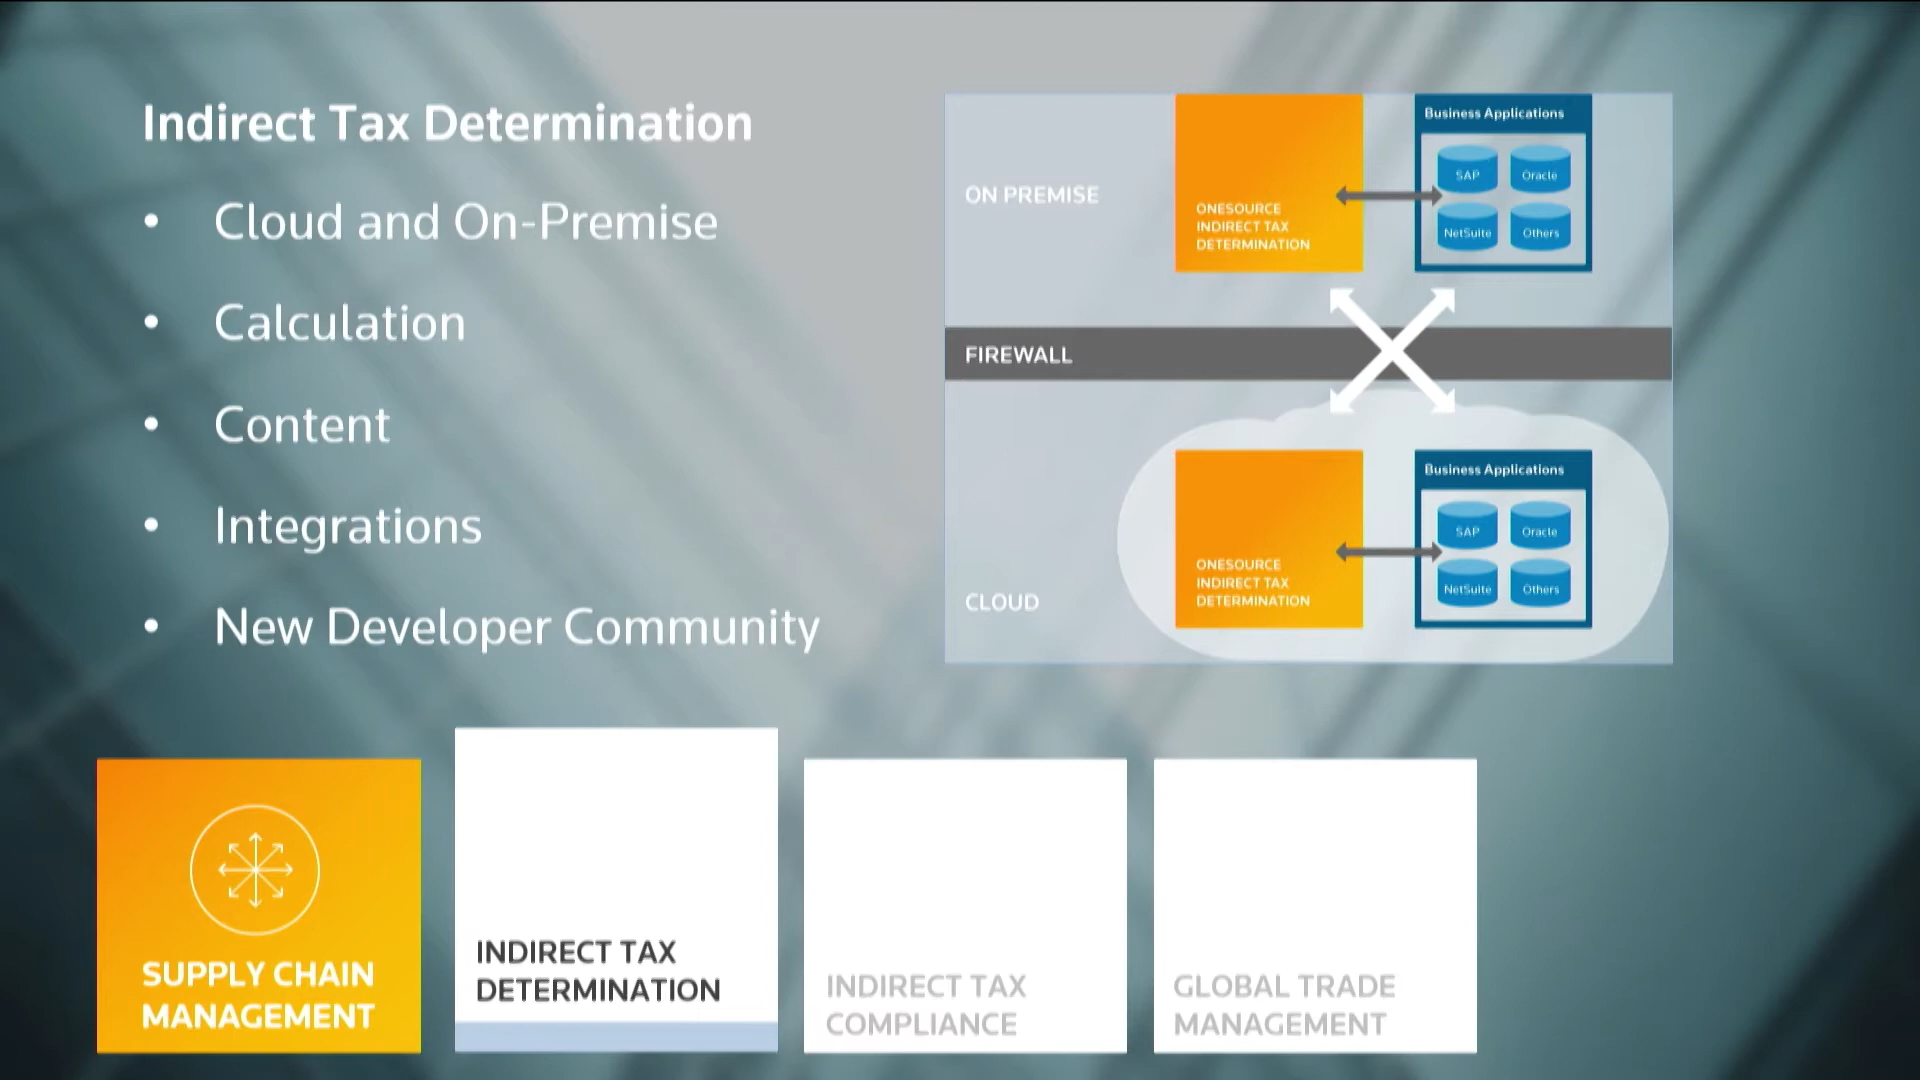 Indirect Tax Determination
• Cloud and On-Premise
• Calculation
• Content
• Integrations
• New Developer Community
ON PREMISE
ONESOURCE
INDIRECT TAX
DETERMINATION
Business Applications
SAP
Oracle
NetSuite
Others
FIREWALL
CLOUD
ONESOURCE
INDIRECT TAX
DETERMINATION
Business Applications
SAP
Oracle
NetSuite
Others
SUPPLY CHAIN
MANAGEMENT
INDIRECT TAX
DETERMINATION
INDIRECT TAX
COMPLIANCE
GLOBAL TRADE
MANAGEMENT